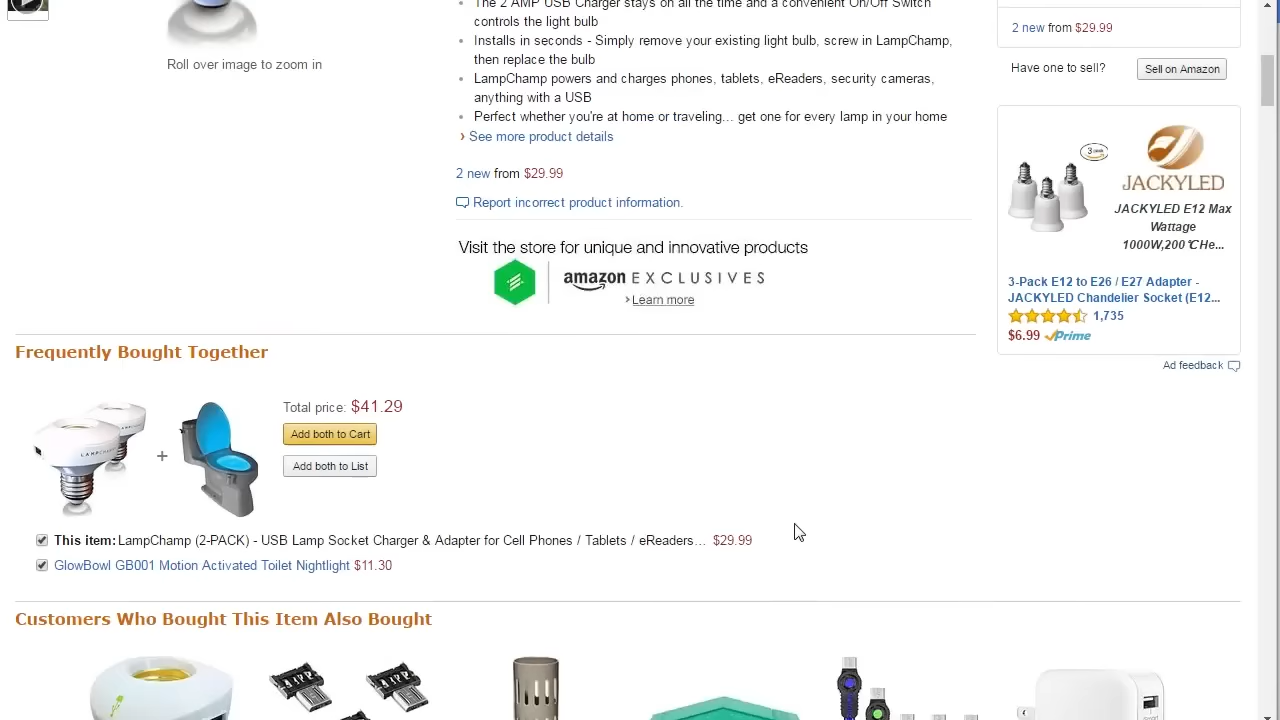 The 2 AMP USB Charger stays on all the time and a convenient On/Off Switch
controls the light bulb
Installs in seconds - Simply remove your existing light bulb, screw in LampChamp,
then replace the bulb
LampChamp powers and charges phones, tablets, eReaders, security cameras,
anything with a USB
Perfect whether you're at home or traveling... get one for every lamp in your home
› See more product details
2 new from $29.99
Report incorrect product information.
Visit the store for unique and innovative products
amazon EXCLUSIVES
›Learn more
Roll over image to zoom in
2 new from $29.99
Have one to sell?
Sell on Amazon
JACKYLED
JACKYLED E12 Max
Wattage
1000W,200℃He...
3-Pack E12 to E26 / E27 Adapter -
JACKYLED Chandelier Socket (E12...
1,735
$6.99 Prime
Ad feedback
Frequently Bought Together
LAMPCHAMP
+
Total price: $41.29
Add both to Cart
Add both to List
This item: LampChamp (2-PACK) - USB Lamp Socket Charger & Adapter for Cell Phones / Tablets / eReaders... $29.99
GlowBowl GB001 Motion Activated Toilet Nightlight $11.30
Customers Who Bought This Item Also Bought